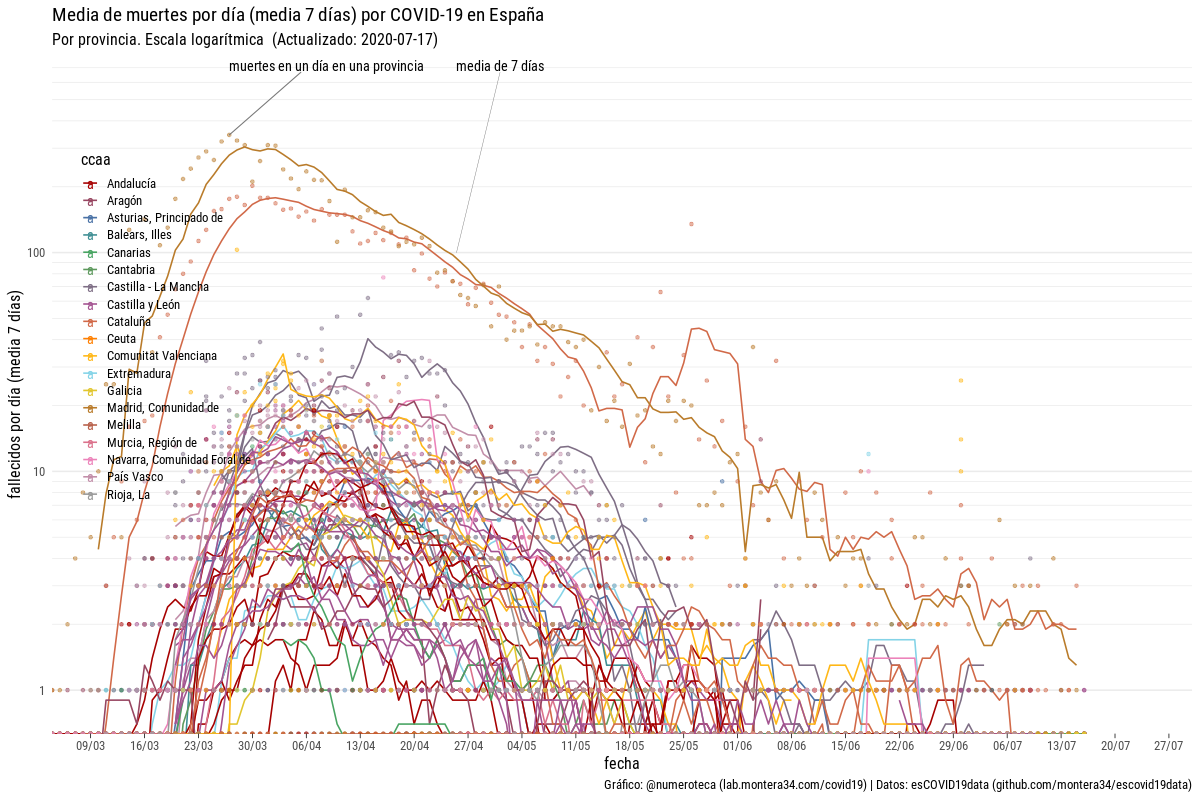 Media de muertes por día (media 7 días) por COVID-19 en España
Por provincia. Escala logarítmica  (Actualizado: 2020-07-17)
muertes en un día en una provincia
media de 7 días
ccaa
Andalucía
Aragón
Asturias, Principado de
Balears, Illes
Canarias
Cantabria
Castilla - La Mancha
Castilla y León
Cataluña
Ceuta
Comunitat Valenciana
Extremadura
Galicia
Madrid, Comunidad de
Melilla
Murcia, Región de
Navarra, Comunidad Foral de
País Vasco
Rioja, La
fallecidos por día (media  7 días)
100
10
1
09/03
16/03
23/03
30/03
06/04
13/04
20/04
27/04
04/05
11/05
18/05
25/05
01/06
08/06
15/06
22/06
29/06
06/07
13/07
20/07
27/07
fecha
Gráfico: @numeroteca (lab.montera34.com/covid19) | Datos: esCOVID19data (github.com/montera34/escovid19data)